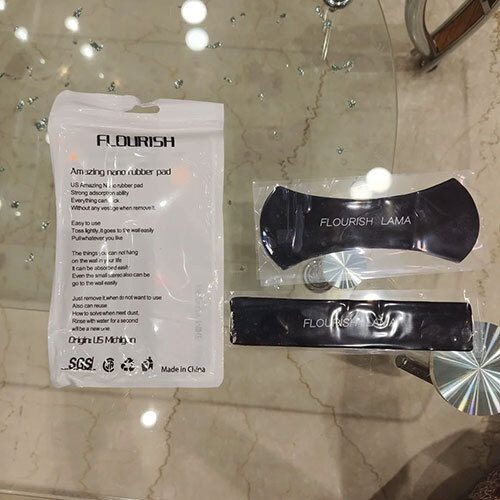 FLOURISH
Amazing nano rubber pad
US Amazing Nano rubber pad
Strong adsorption ability
Everything can stick
Without any vestige when remove it.
Easy to use
Toss lightly, it goes to the wall easily
Pull whatever you like
The things you can not hang
on the wall in your life
It can be absorbed easily
Even the small stereo also can be
go to the wall easily
Just remove it, when do not want to use
Also can reuse
How to solve when meet dust,
Rinse with water for a second
will be a new one.
Origin: US Michigan
SGS
Made in China
FLOURISH LAMA
FLOURISH LAMA